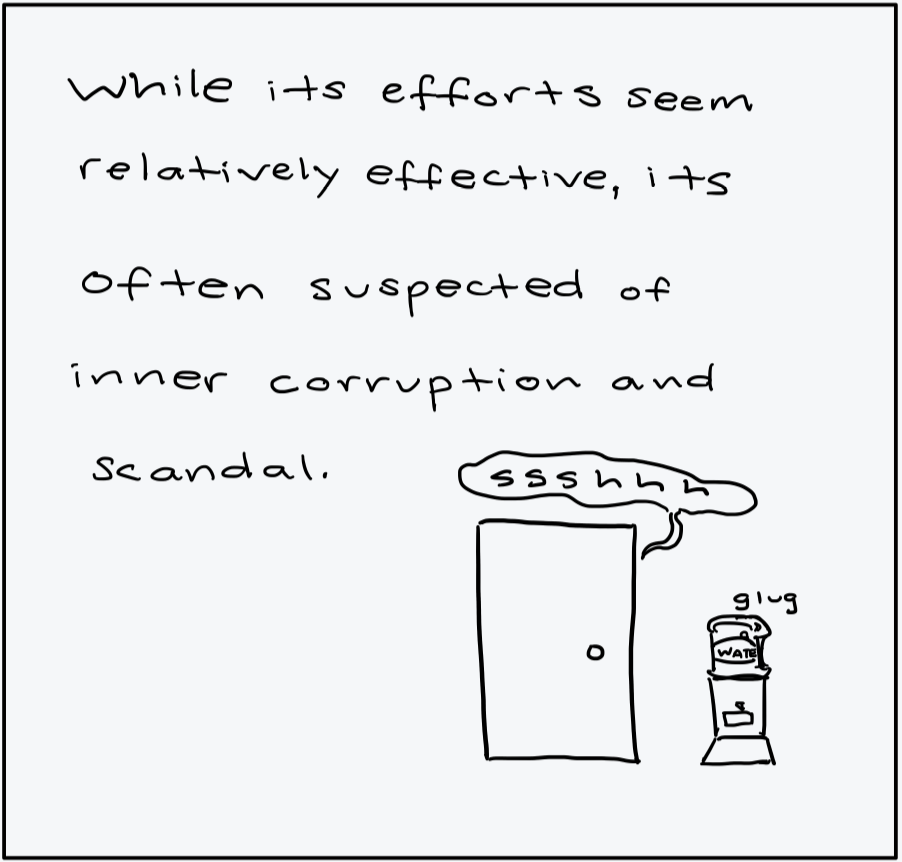 While its efforts seem
relatively effective, its
often suspected of
inner corruption and
scandal.
ssshhh
glug
WATE